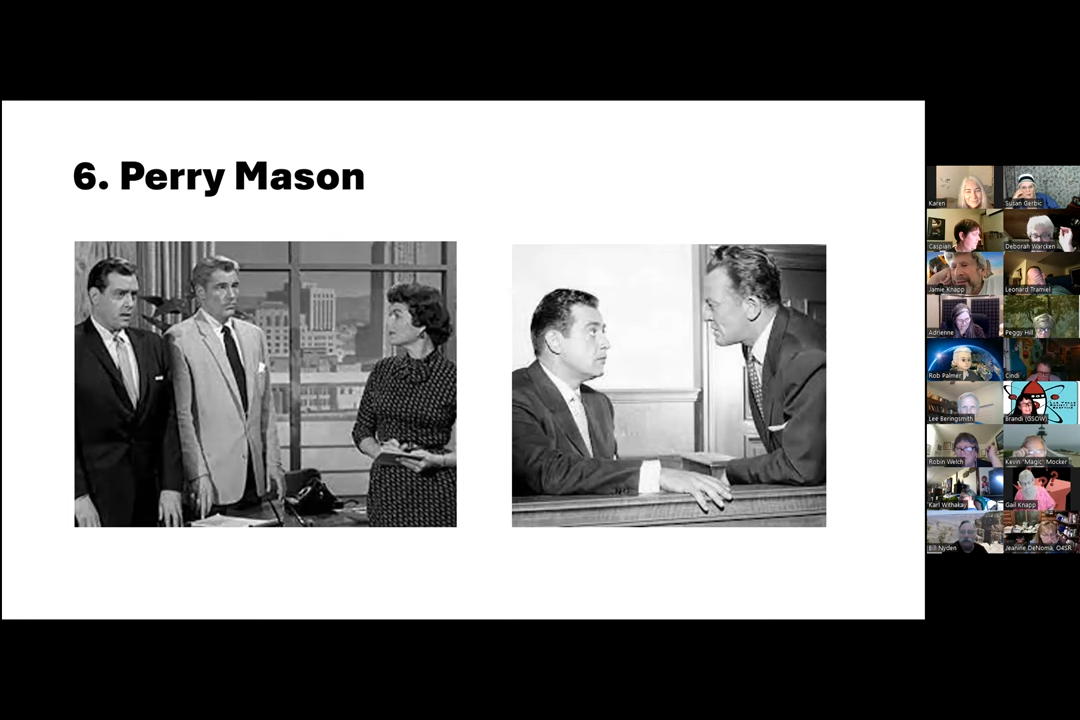 6. Perry Mason
Karen
Susan Gerbic
Caspian
Deborah Warcken
Jamie Knapp
Leonard Tramiel
Adrienne
Peggy Hill
Rob Palmer
Cindi
Lee Beringsmith
Brandi (GSOW)
Robin Welch
Kevin "Magic" Mocker
Karl Withakay
Gail Knapp
Bill Nyden
Jeanine DeNoma, O4SR